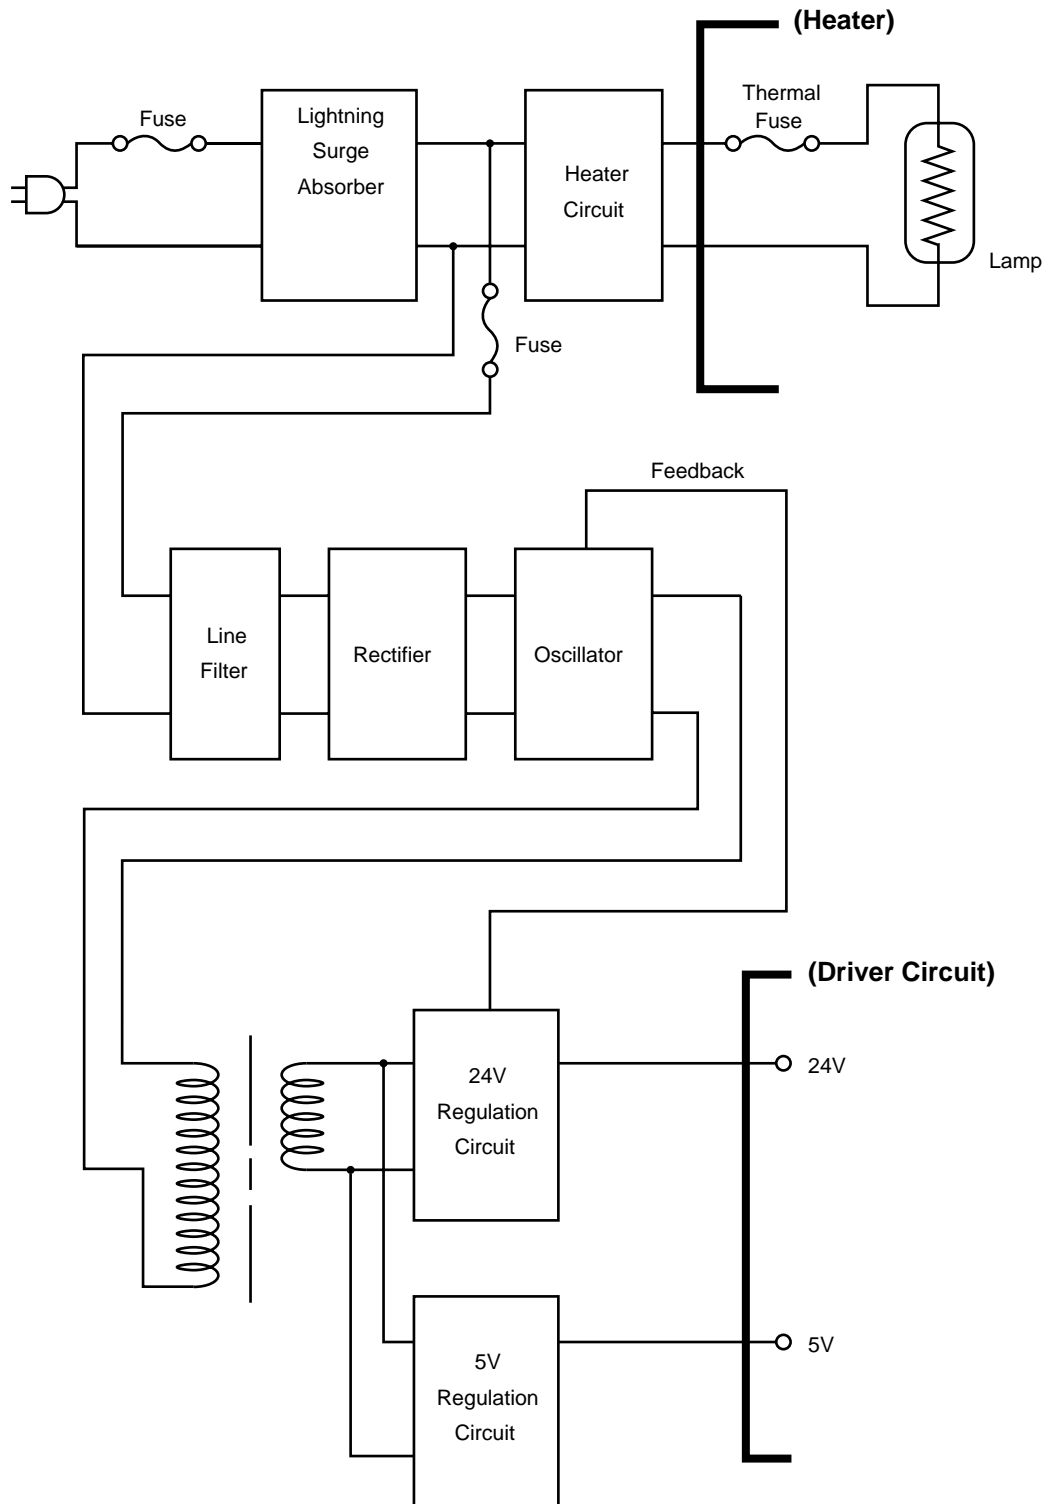 (Heater)
Fuse
Lightning
Surge
Absorber
Heater
Circuit
Thermal
Fuse
Lamp
Fuse
Feedback
Line
Filter
Rectifier
Oscillator
(Driver Circuit)
24V
Regulation
Circuit
24V
5V
Regulation
Circuit
5V